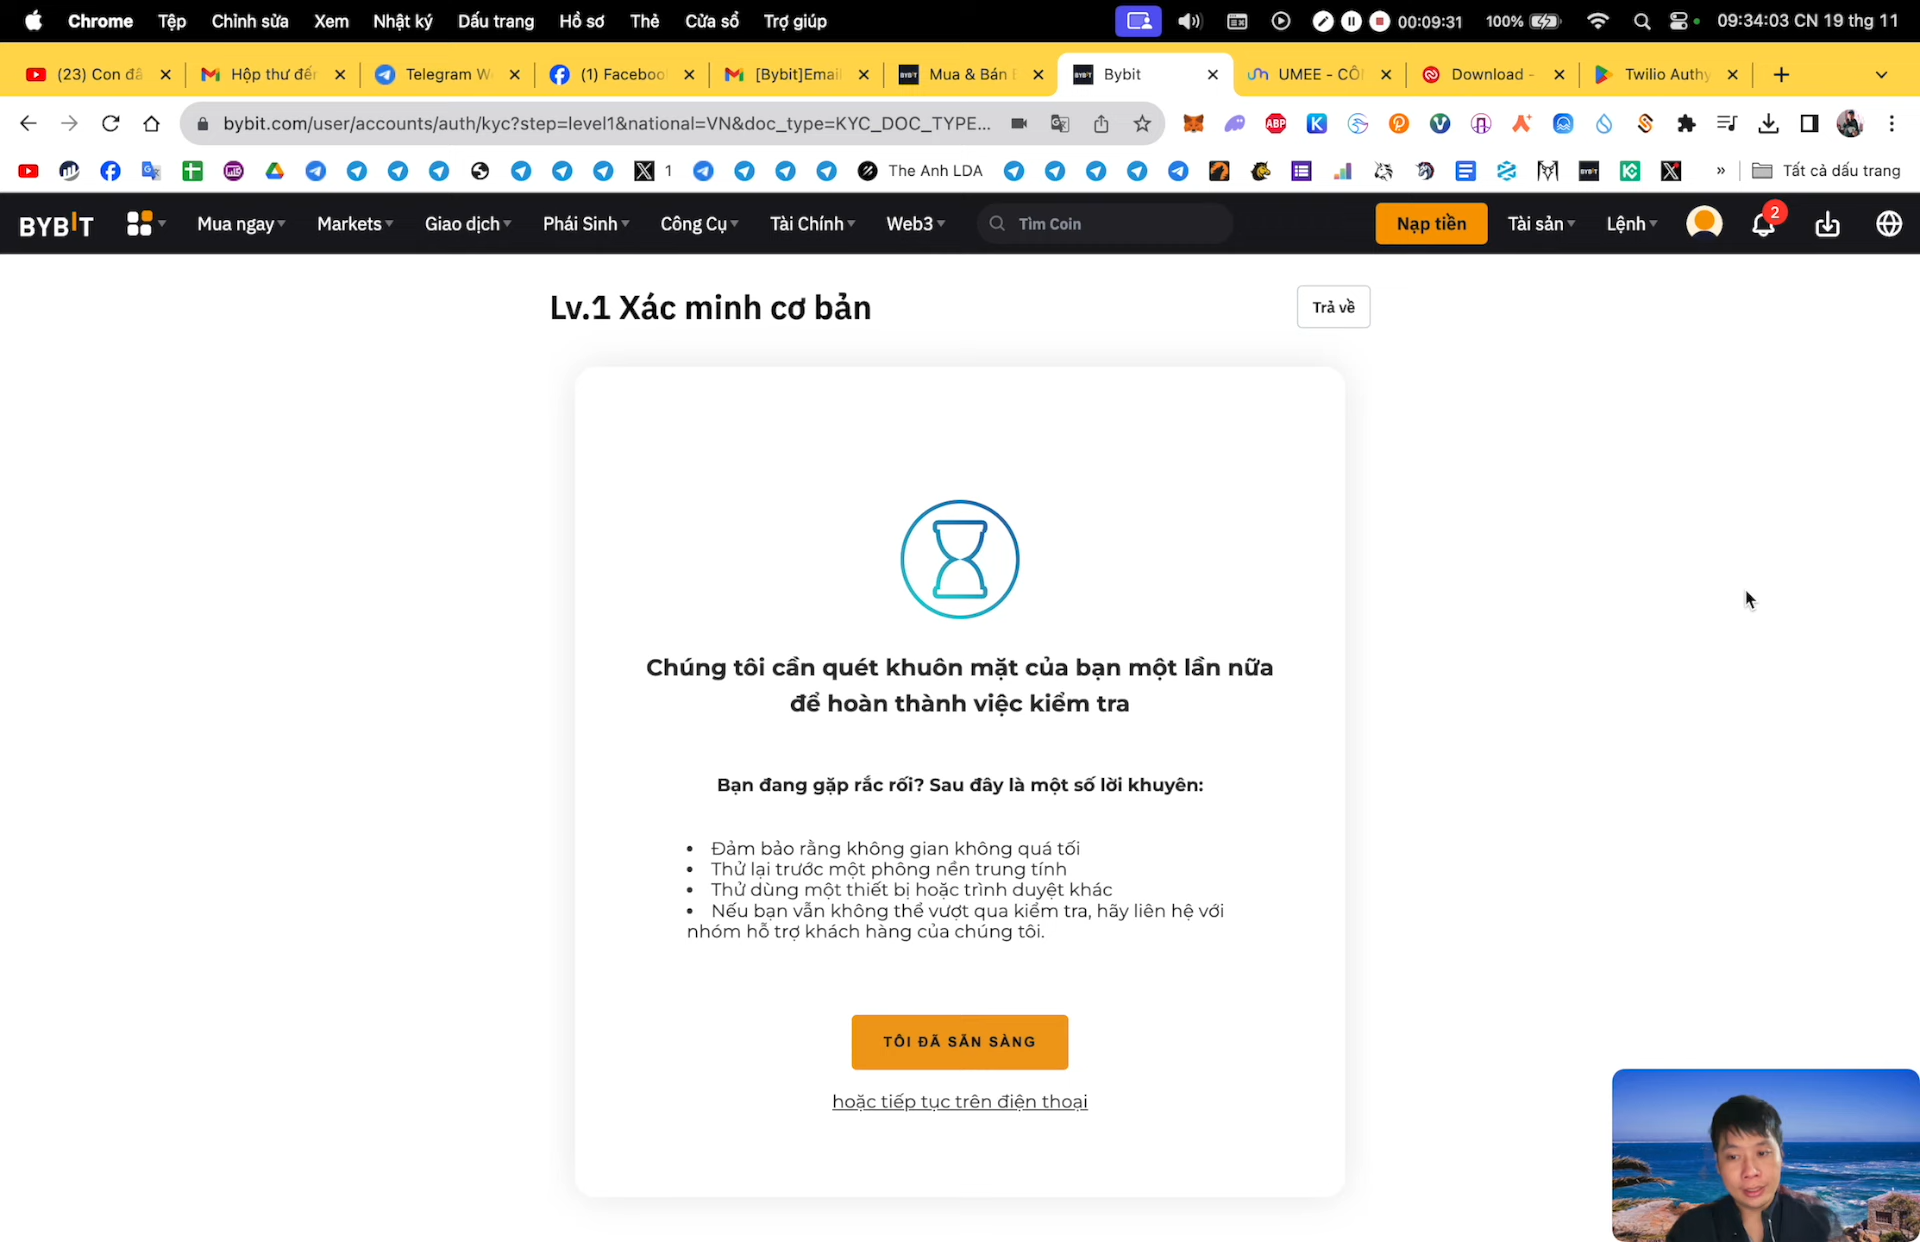 Chrome Tệp Chỉnh sửa Xem Nhật ký Dấu trang Hồ sơ Thẻ Cửa sổ Trợ giúp 00:09:31 100% 09:34:03 CN 19 thg 11
(23) Con đâ Hộp thư đến Telegram W (1) Faceboo [Bybit]Emai Mua & Bán Bybit UMEE - CÔN Download - Twilio Authy
bybit.com/user/accounts/auth/kyc?step=level1&national=VN&doc_type=KYC_DOC_TYPE... ABP
1 The Anh LDA » Tất cả dấu trang
BYBIT Mua ngay Markets Giao dịch Phái Sinh Công Cụ Tài Chính Web3 Tìm Coin Nạp tiền Tài sản Lệnh 2
Lv.1 Xác minh cơ bản Trả về
Chúng tôi cần quét khuôn mặt của bạn một lần nữa
để hoàn thành việc kiểm tra
Bạn đang gặp rắc rối? Sau đây là một số lời khuyên:
• Đảm bảo rằng không gian không quá tối
• Thử lại trước một phông nền trung tính
• Thử dùng một thiết bị hoặc trình duyệt khác
• Nếu bạn vẫn không thể vượt qua kiểm tra, hãy liên hệ với
nhóm hỗ trợ khách hàng của chúng tôi.
TÔI ĐÃ SẴN SÀNG
hoặc tiếp tục trên điện thoại